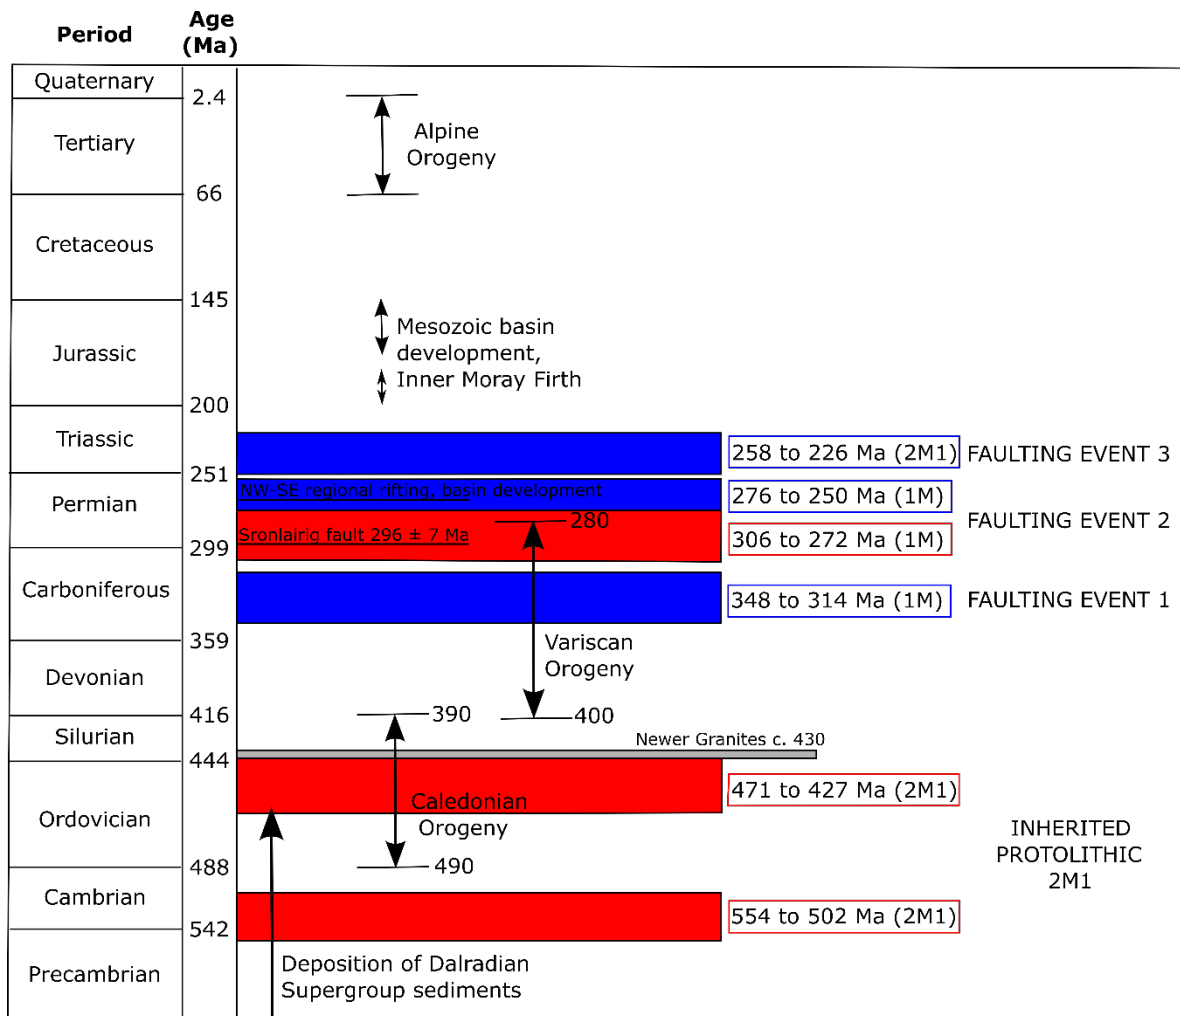 Period
Age
(Ma)
Quaternary
2.4
Alpine
Orogeny
Tertiary
66
Cretaceous
145
Mesozoic basin
development,
Inner Moray Firth
Jurassic
200
Triassic
258 to 226 Ma (2M1)
FAULTING EVENT 3
251
NW-SE regional rifting, basin development
276 to 250 Ma (1M)
Permian
280
FAULTING EVENT 2
Sronlairig fault 296 ± 7 Ma
306 to 272 Ma (1M)
299
Carboniferous
348 to 314 Ma (1M)
FAULTING EVENT 1
359
Variscan
Orogeny
Devonian
416
390
400
Silurian
Newer Granites c. 430
444
471 to 427 Ma (2M1)
Caledonian
Orogeny
Ordovician
INHERITED
PROTOLITHIC
2M1
488
490
Cambrian
554 to 502 Ma (2M1)
542
Deposition of Dalradian
Supergroup sediments
Precambrian